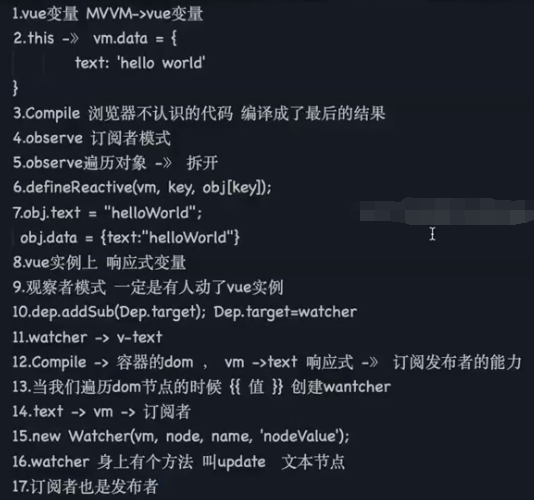 1.vue变量 MVVM->vue变量
2.this -》 vm.data = {
text: 'hello world'
}
3.Compile 浏览器不认识的代码 编译成了最后的结果
4.observe 订阅者模式
5.observe遍历对象 -》 拆开
6.defineReactive(vm, key, obj[key]);
7.obj.text = "helloWorld";
obj.data = {text:"helloWorld"}
8.vue实例上 响应式变量
9.观察者模式 一定是有人动了vue实例
10.dep.addSub(Dep.target); Dep.target=watcher
11.watcher -> v-text
12.Compile -> 容器的dom ， vm ->text 响应式 -》 订阅发布者的能力
13.当我们遍历dom节点的时候 {{ 值 }} 创建wantcher
14.text -> vm -> 订阅者
15.new Watcher(vm, node, name, 'nodeValue');
16.watcher 身上有个方法 叫update 文本节点
17.订阅者也是发布者